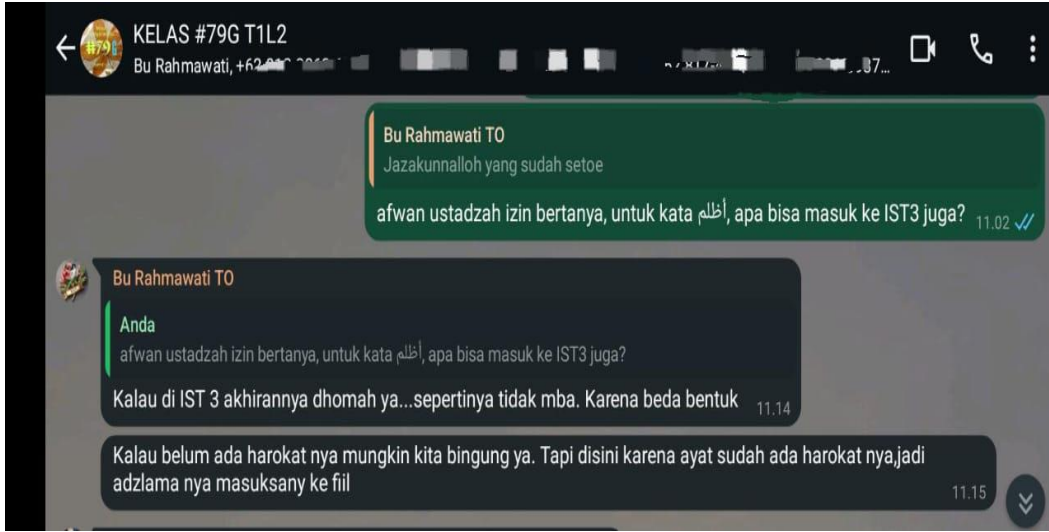 KELAS #79G T1L2
Bu Rahmawati,
#79G
Bu Rahmawati TO
Jazakunnalloh yang sudah setoe
afwan ustadzah izin bertanya, untuk kata أظلم, apa bisa masuk ke IST3 juga? 11.02
Bu Rahmawati TO
Anda
afwan ustadzah izin bertanya, untuk kata أظلم, apa bisa masuk ke IST3 juga?
Kalau di IST 3 akhirannya dhomah ya...sepertinya tidak mba. Karena beda bentuk 11.14
Kalau belum ada harokat nya mungkin kita bingung ya. Tapi disini karena ayat sudah ada harokat nya,jadi
adzlama nya masuksany ke fiil
11.15